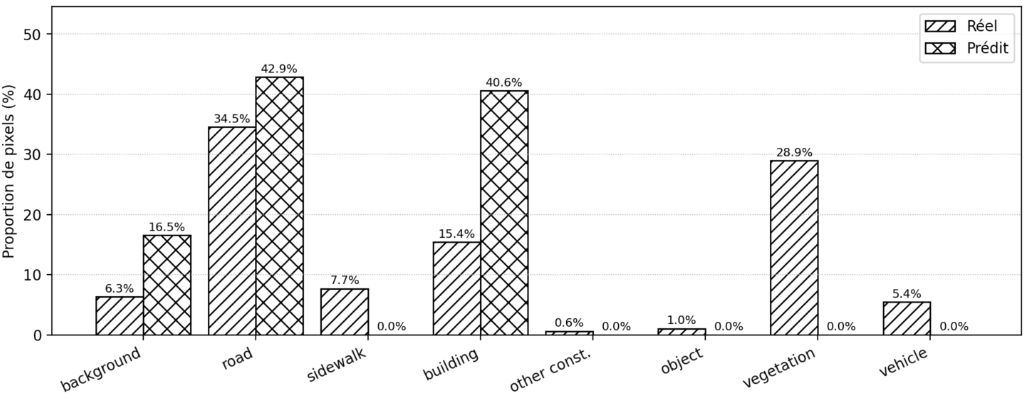 Proportion de pixels (%)
50
40
30
20
10
0
Réel
Prédit
6.3% 16.5%
34.5% 42.9%
7.7% 0.0%
15.4% 40.6%
0.6% 0.0%
1.0% 0.0%
28.9% 0.0%
5.4% 0.0%
background
road
sidewalk
building
other const.
object
vegetation
vehicle